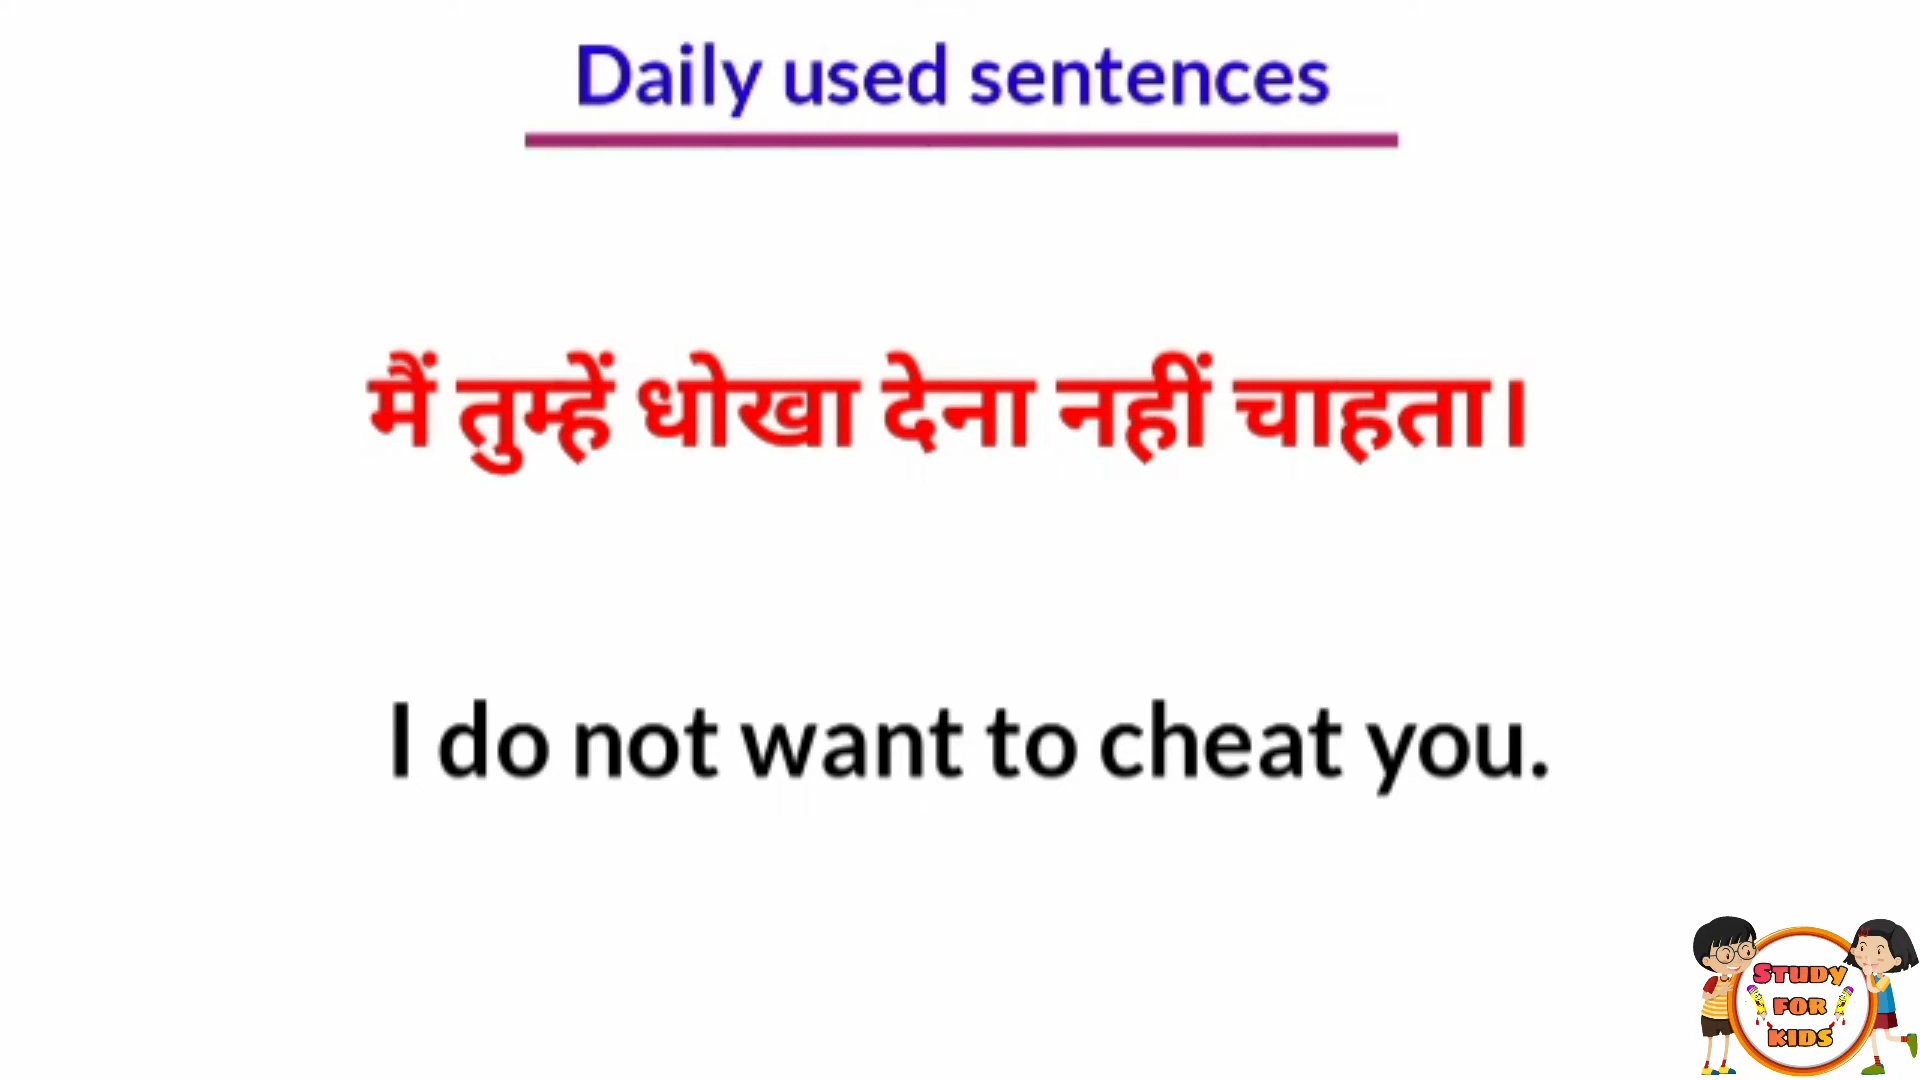 Daily used sentences
मैं तुम्हें धोखा देना नहीं चाहता।
I do not want to cheat you.
STUDY
FOR
KIDS